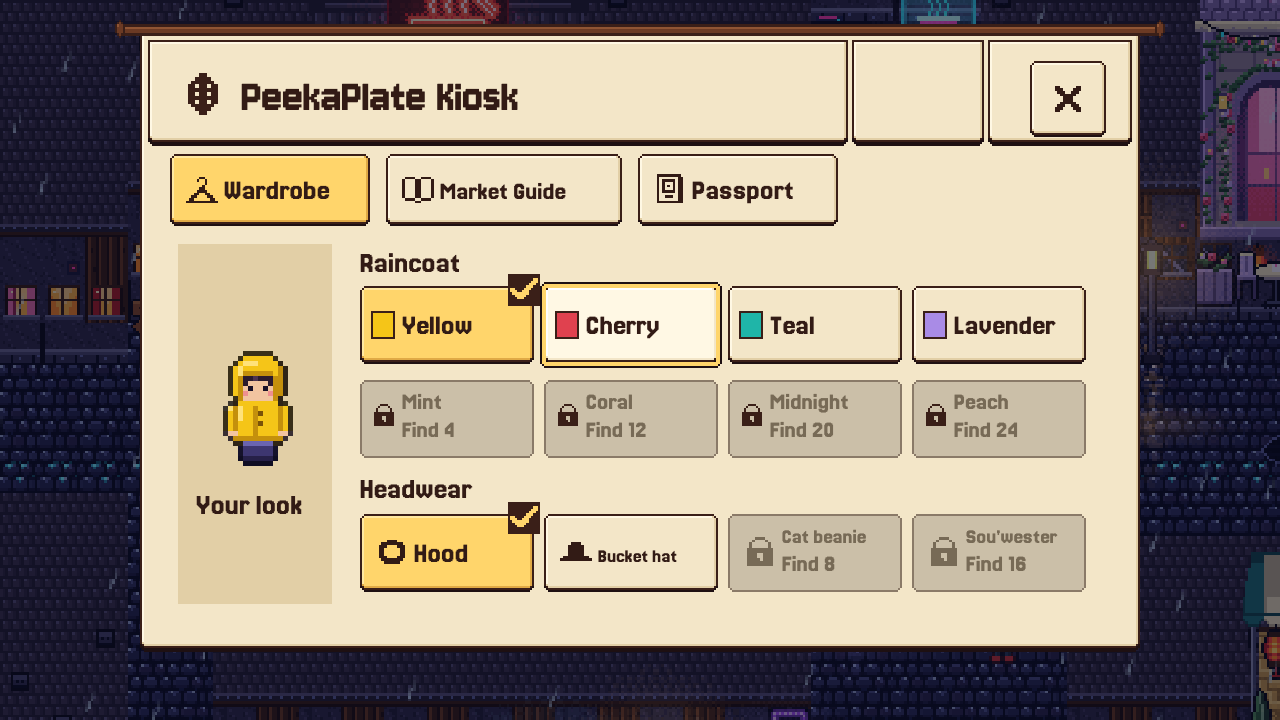 PeekaPlate Kiosk
Wardrobe
Market Guide
Passport
Raincoat
Yellow
Cherry
Teal
Lavender
Mint
Find 4
Coral
Find 12
Midnight
Find 20
Peach
Find 24
Your look
Headwear
Hood
Bucket hat
Cat beanie
Find 8
Sou'wester
Find 16